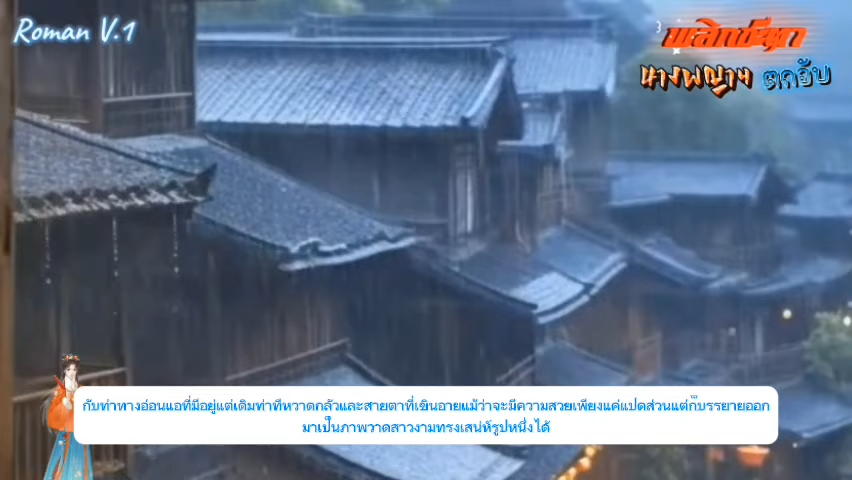 Roman V.1
พลิกชะตา
นางพญาฯ ตกอับ
กับท่าทางอ่อนแอที่มีอยู่แต่เดิมท่าทีหวาดกลัวและสายตาที่เขินอายแม้ว่าจะมีความสวยเพียงแค่แปดส่วนแต่ก็บรรยายออก
มาเป็นภาพวาดสาวงามทรงเสน่ห์รูปหนึ่งได้